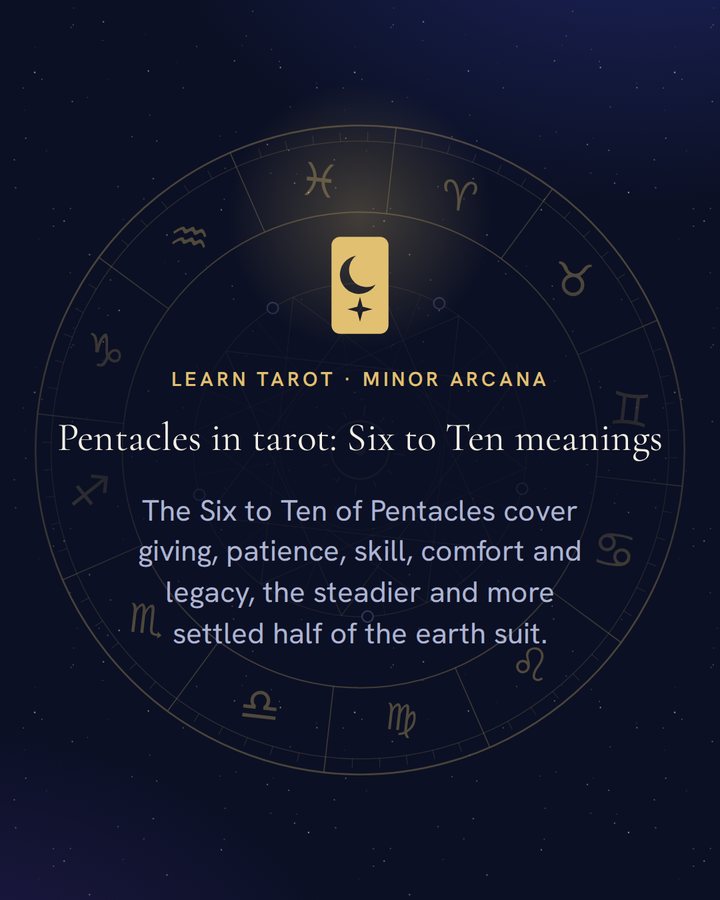 LEARN TAROT · MINOR ARCANA
Pentacles in tarot: Six to Ten meanings
The Six to Ten of Pentacles cover
giving, patience, skill, comfort and
legacy, the steadier and more
settled half of the earth suit.